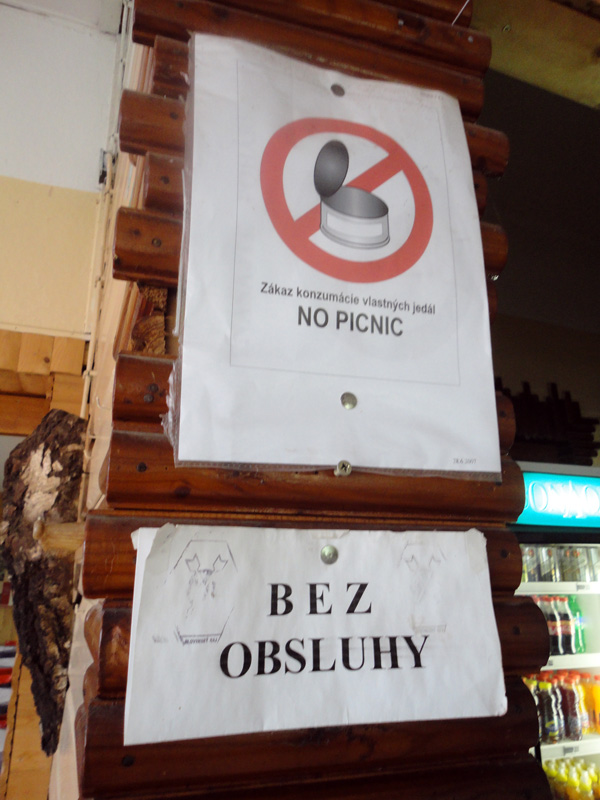 Zákaz konzumácie vlastných jedál
NO PICNIC
BEZ
OBSLUHY